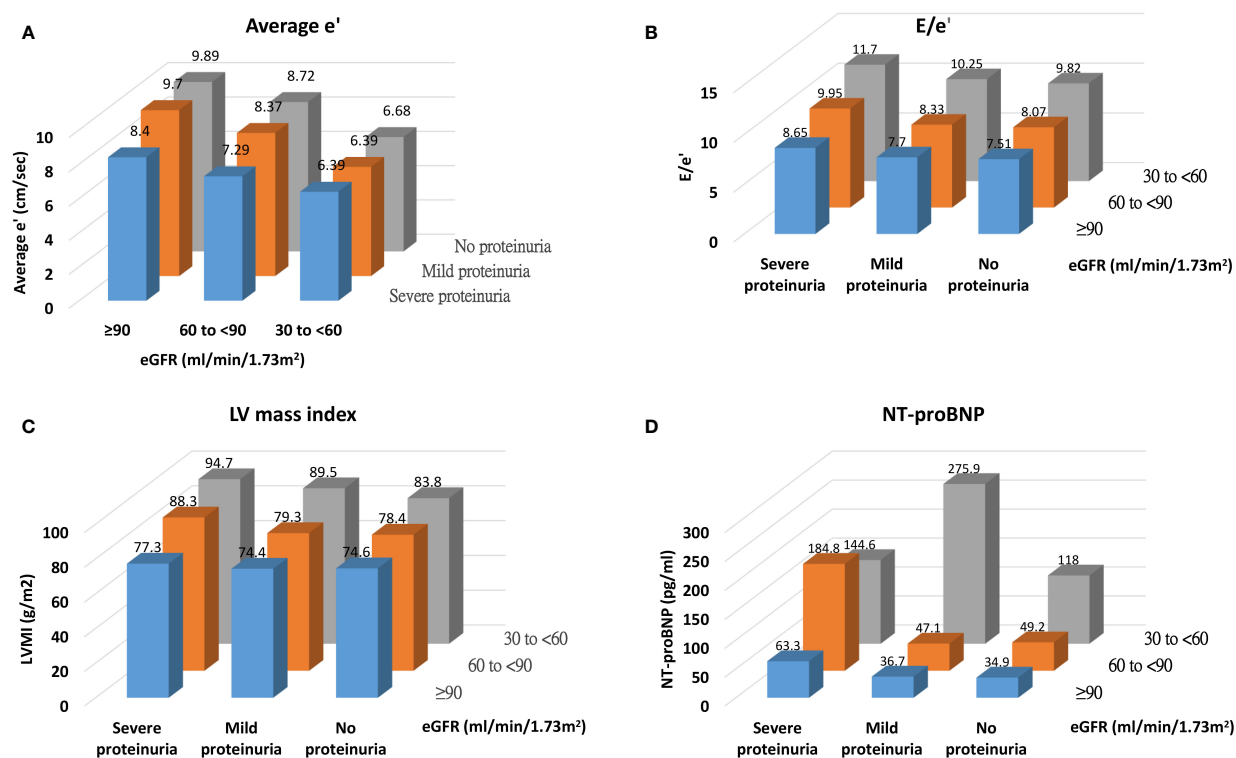 A
Average e'
9.89
9.7
8.72
8.4
8.37
7.29
6.68
6.39
6.39
10
8
6
4
2
0
Average e' (cm/sec)
No proteinuria
Mild proteinuria
Severe proteinuria
≥90
60 to <90
30 to <60
eGFR (ml/min/1.73m²)
B
E/e'
11.7
10.25
9.82
9.95
8.33
8.07
8.65
7.7
7.51
15
10
5
0
E/e'
30 to <60
60 to <90
≥90
Severe
proteinuria
Mild
proteinuria
No
proteinuria
eGFR (ml/min/1.73m²)
C
LV mass index
94.7
89.5
83.8
88.3
79.3
78.4
77.3
74.4
74.6
100
80
60
40
20
0
LVMI (g/m2)
30 to <60
60 to <90
≥90
Severe
proteinuria
Mild
proteinuria
No
proteinuria
eGFR (ml/min/1.73m²)
D
NT-proBNP
275.9
184.8
144.6
118
63.3
47.1
49.2
36.7
34.9
300
250
200
150
100
50
0
NT-proBNP (pg/ml)
30 to <60
60 to <90
≥90
Severe
proteinuria
Mild
proteinuria
No
proteinuria
eGFR (ml/min/1.73m²)